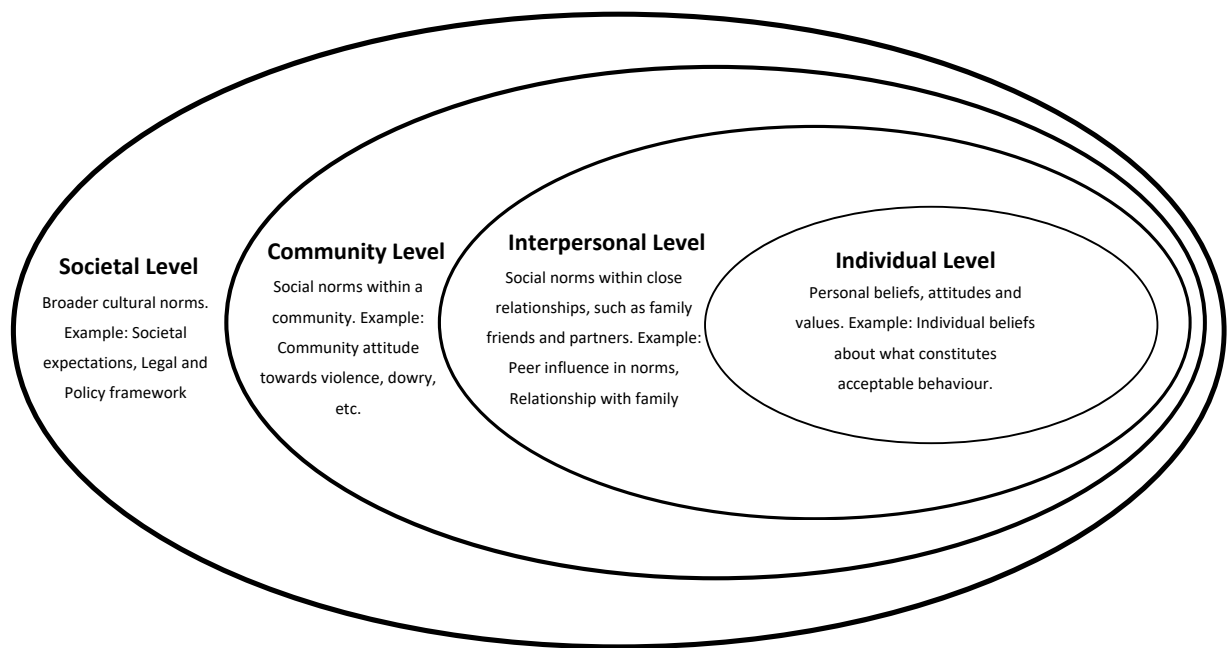 Societal Level
Broader cultural norms.
Example: Societal
expectations, Legal and
Policy framework
Community Level
Social norms within a
community. Example:
Community attitude
towards violence, dowry,
etc.
Interpersonal Level
Social norms within close
relationships, such as family
friends and partners. Example:
Peer influence in norms,
Relationship with family
Individual Level
Personal beliefs, attitudes and
values. Example: Individual beliefs
about what constitutes
acceptable behaviour.